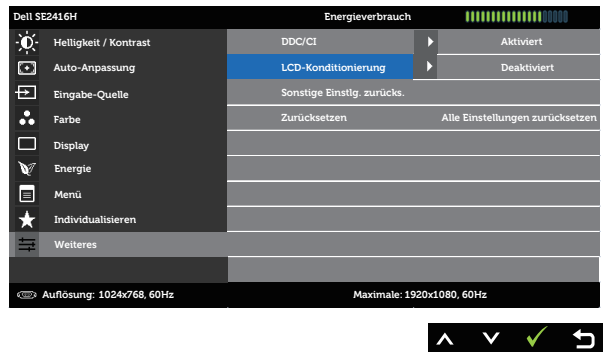 Dell SE2416H Energieverbrauch
Helligkeit / Kontrast DDC/CI Aktiviert
Auto-Anpassung LCD-Konditionierung Deaktiviert
Eingabe-Quelle Sonstige Einstlg. zurücks.
Farbe Zurücksetzen Alle Einstellungen zurücksetzen
Display
Energie
Menü
Individualisieren
Weiteres
Auflösung: 1024x768, 60Hz Maximale: 1920x1080, 60Hz